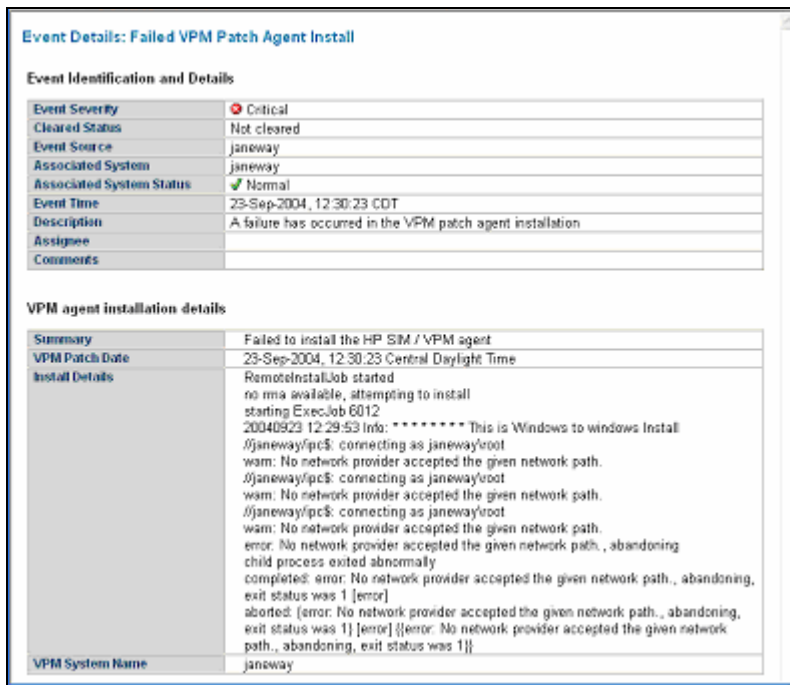 Event Details: Failed VPM Patch Agent Install
Event Identification and Details
Event Severity Critical
Cleared Status Not cleared
Event Source janeway
Associated System janeway
Associated System Status Normal
Event Time 23-Sep-2004, 12:30:23 CDT
Description A failure has occurred in the VPM patch agent installation
Assignee
Comments
VPM agent installation details
Summary Failed to install the HP SIM / VPM agent
VPM Patch Date 23-Sep-2004, 12:30:23 Central Daylight Time
Install Details RemoteInstallJob started
no rma available, attempting to install
starting ExecJob 6012
20040923 12:29:53 Info: * * * * * * * * This is Windows to windows Install
//janeway/ipc$: connecting as janeway\root
warn: No network provider accepted the given network path.
//janeway/ipc$: connecting as janeway\root
warn: No network provider accepted the given network path.
//janeway/ipc$: connecting as janeway\root
warn: No network provider accepted the given network path.
error: No network provider accepted the given network path., abandoning
child process exited abnormally
completed: error: No network provider accepted the given network path., abandoning,
exit status was 1 [error]
aborted: {error: No network provider accepted the given network path., abandoning,
exit status was 1} [error] {{error: No network provider accepted the given network
path., abandoning, exit status was 1}}
VPM System Name janeway